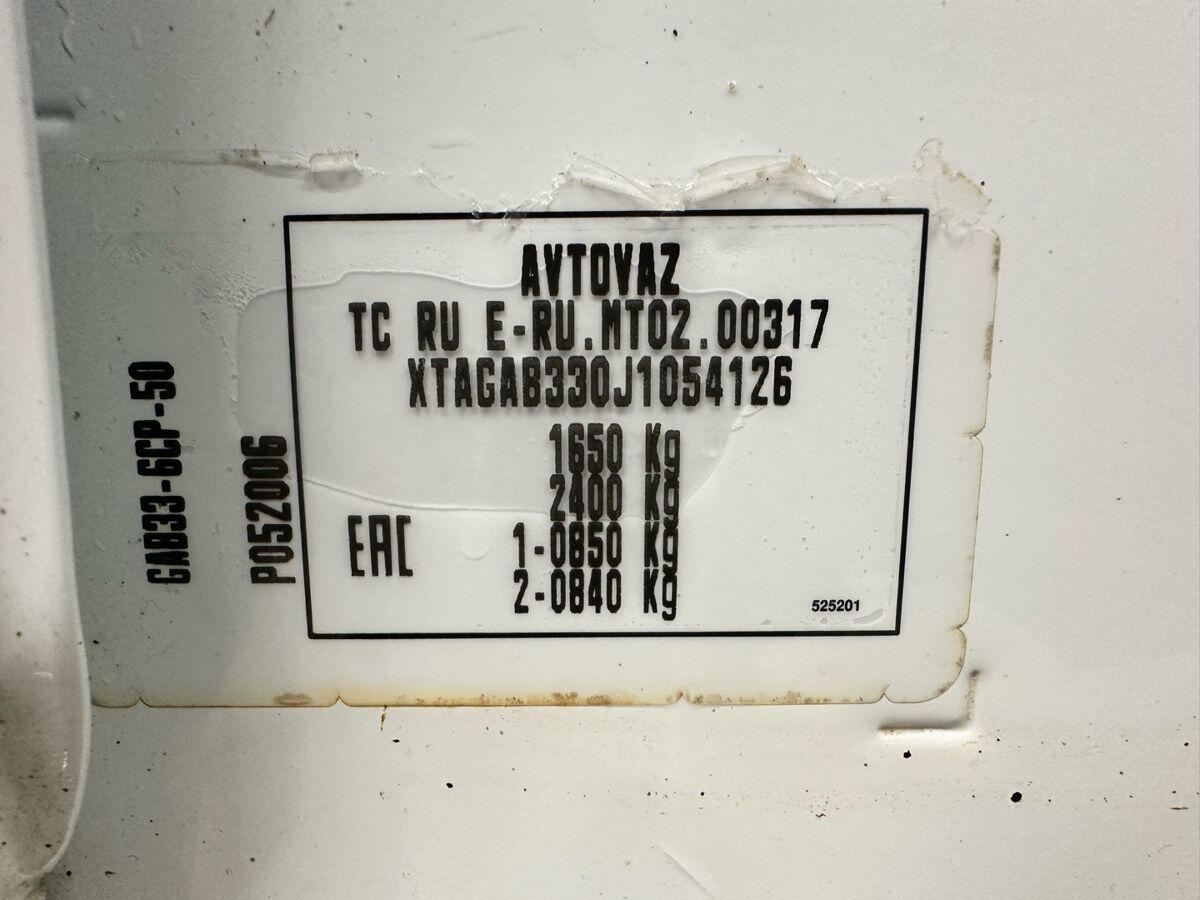 AVTOVAZ
TC RU E-RU.MT02.00317
XTAGAB330J1054126
1650 Kg
2400 Kg
1-0850 Kg
2-0840 Kg
EAC
525201
GAB33-6CP-50
P052006